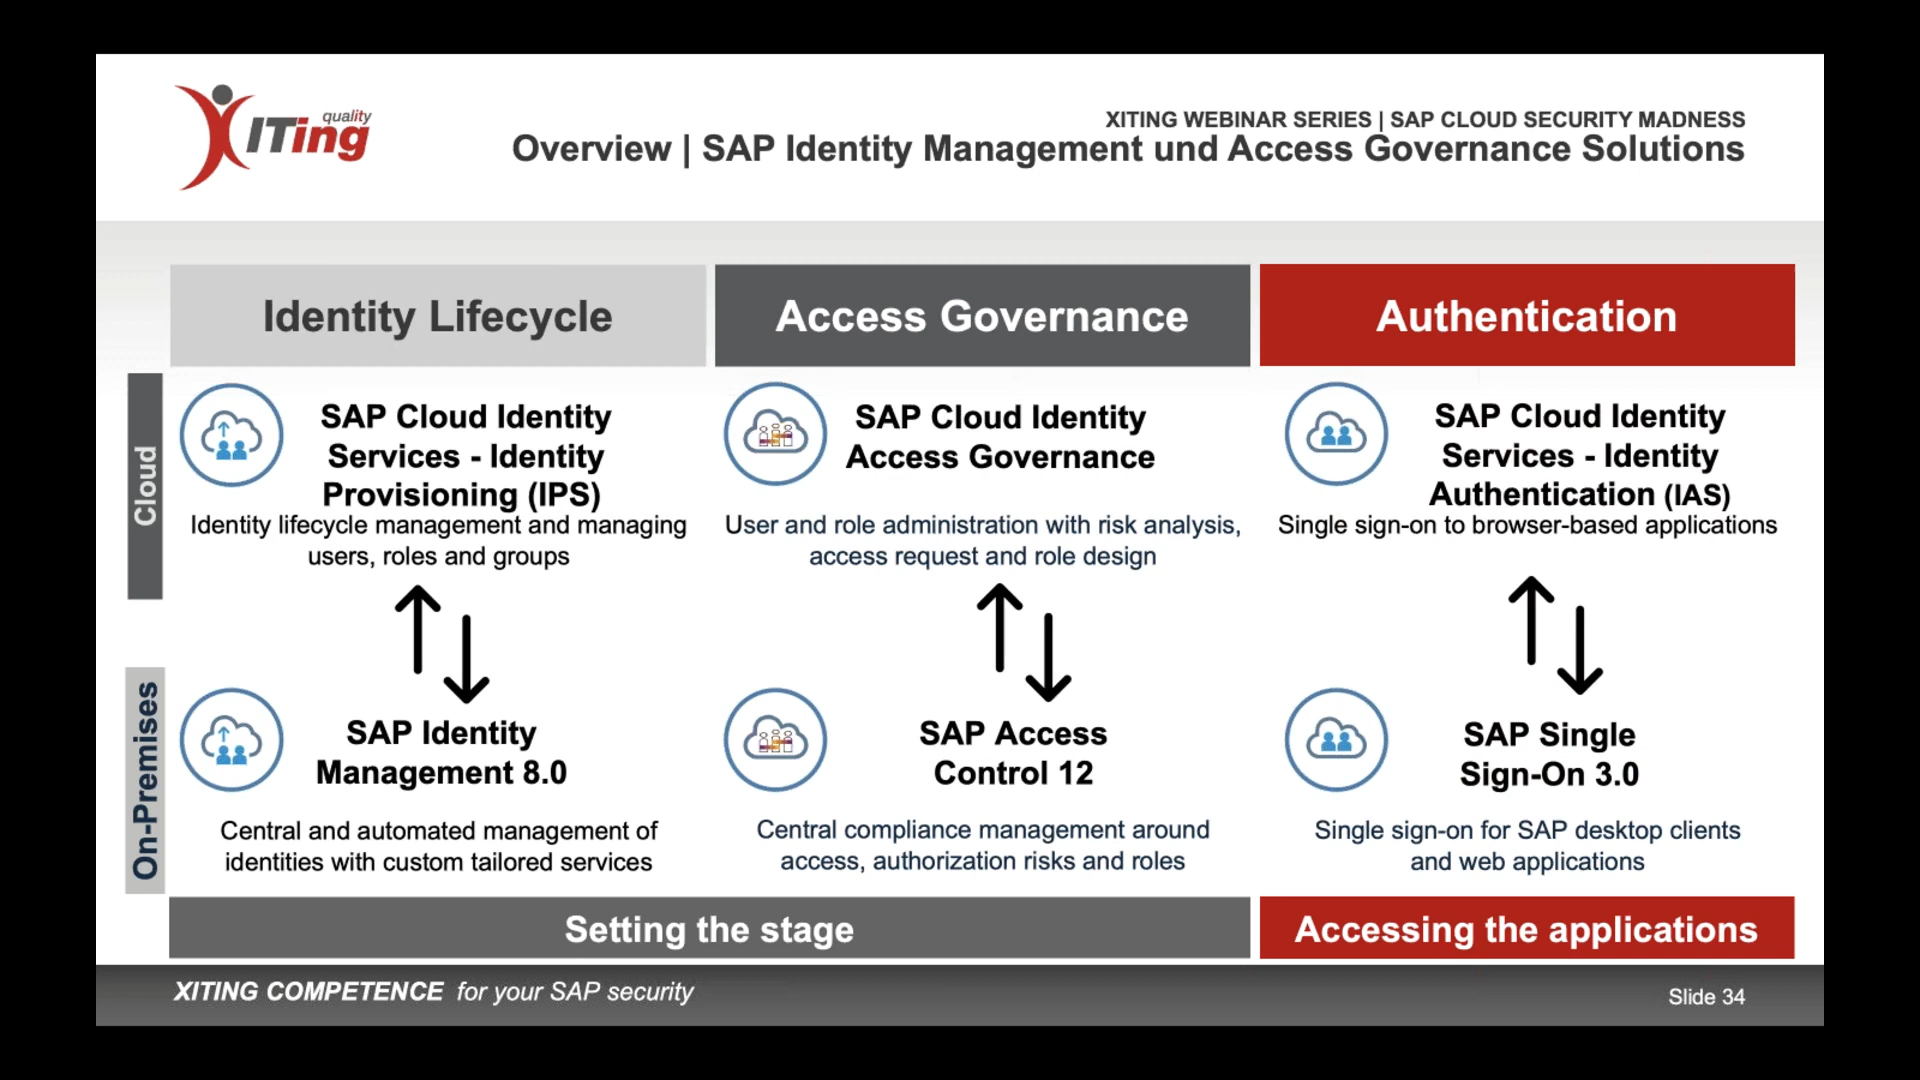 quality
XITing
XITING WEBINAR SERIES | SAP CLOUD SECURITY MADNESS
Overview | SAP Identity Management und Access Governance Solutions
Identity Lifecycle
Access Governance
Authentication
Cloud
SAP Cloud Identity
Services - Identity
Provisioning (IPS)
Identity lifecycle management and managing
users, roles and groups
SAP Cloud Identity
Access Governance
User and role administration with risk analysis,
access request and role design
SAP Cloud Identity
Services - Identity
Authentication (IAS)
Single sign-on to browser-based applications
On-Premises
SAP Identity
Management 8.0
Central and automated management of
identities with custom tailored services
SAP Access
Control 12
Central compliance management around
access, authorization risks and roles
SAP Single
Sign-On 3.0
Single sign-on for SAP desktop clients
and web applications
Setting the stage
Accessing the applications
XITING COMPETENCE for your SAP security
Slide 34